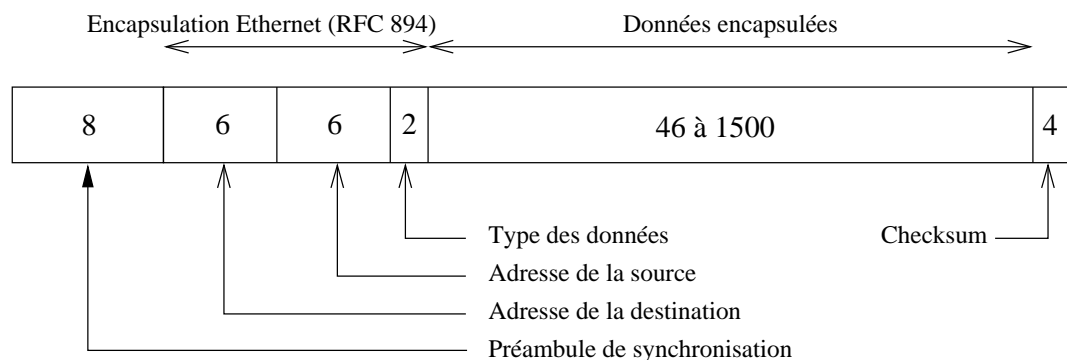 Encapsulation Ethernet (RFC 894) Données encapsulées
8 6 6 2 46 à 1500 4
Type des données Checksum
Adresse de la source
Adresse de la destination
Préambule de synchronisation